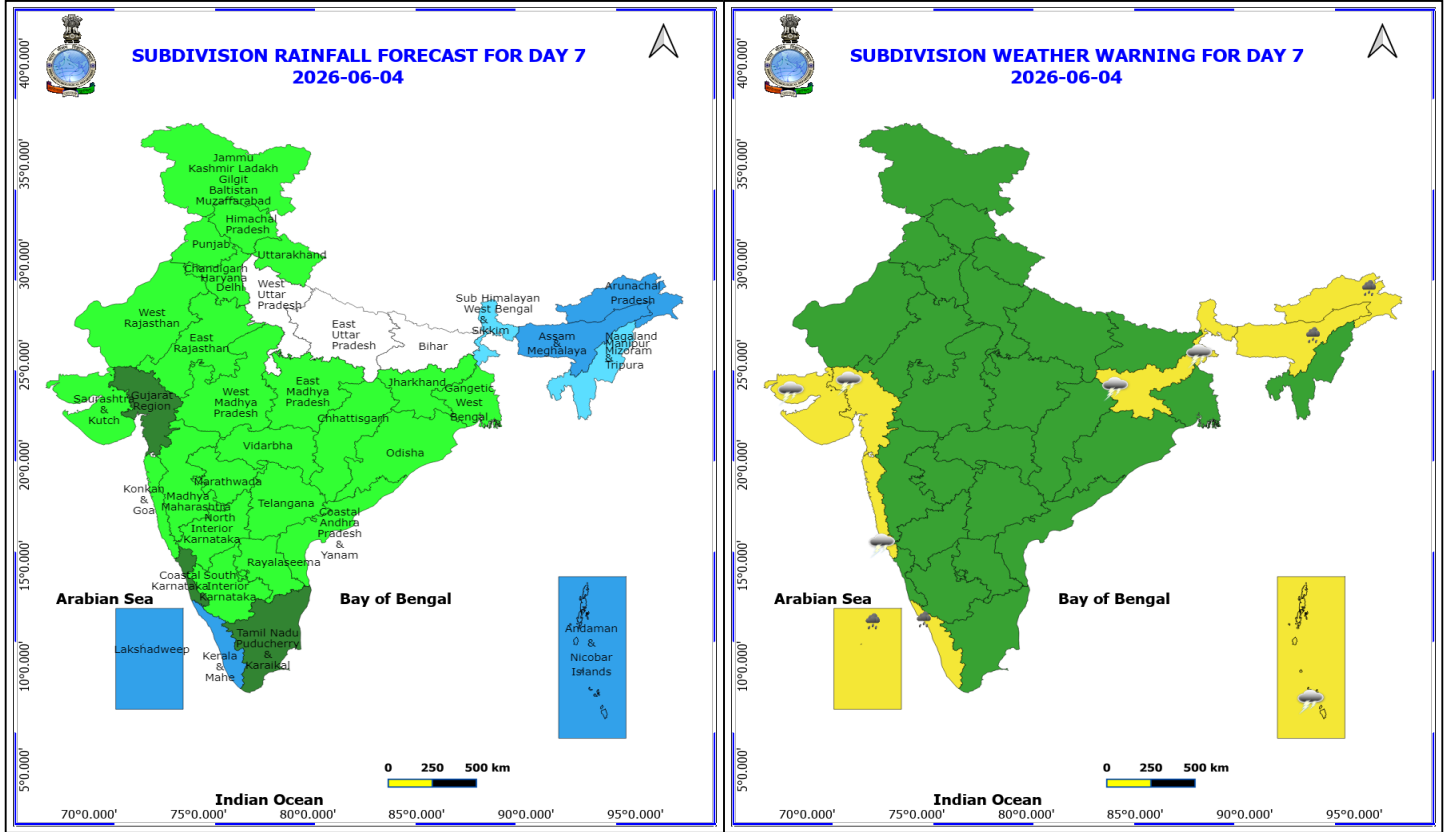 SUBDIVISION RAINFALL FORECAST FOR DAY 7
2026-06-04
40°0.000'
35°0.000'
30°0.000'
25°0.000'
20°0.000'
15°0.000'
10°0.000'
5°0.000'
Jammu
Kashmir Ladakh
Gilgit
Baltistan
Muzaffarabad
Himachal
Pradesh
Punjab
Uttarakhand
Chandigarh
Haryana
Delhi
West
Uttar
Pradesh
West
Rajasthan
East
Rajasthan
East
Uttar
Pradesh
Bihar
Sub Himalayan
West Bengal
&
Sikkim
Arunachal
Pradesh
Assam
&
Meghalaya
Nagaland
Manipur
Mizoram
&
Tripura
Saurashtra
&
Kutch
Gujarat
Region
West
Madhya
Pradesh
East
Madhya
Pradesh
Jharkhand
Gangetic
West
Bengal
Chhattisgarh
Vidarbha
Odisha
Konkan
&
Goa
Madhya
Maharashtra
Marathwada
Telangana
North
Interior
Karnataka
Coastal
Andhra
Pradesh
&
Yanam
Rayalaseema
Coastal
Karnataka
South
Interior
Karnataka
Arabian Sea
Bay of Bengal
Lakshadweep
Kerala
&
Mahe
Tamil Nadu
Puducherry
&
Karaikal
Andaman
&
Nicobar
Islands
0 250 500 km
Indian Ocean
70°0.000' 75°0.000' 80°0.000' 85°0.000' 90°0.000' 95°0.000'
SUBDIVISION WEATHER WARNING FOR DAY 7
2026-06-04
40°0.000'
35°0.000'
30°0.000'
25°0.000'
20°0.000'
15°0.000'
10°0.000'
5°0.000'
Arabian Sea
Bay of Bengal
0 250 500 km
Indian Ocean
70°0.000' 75°0.000' 80°0.000' 85°0.000' 90°0.000' 95°0.000'